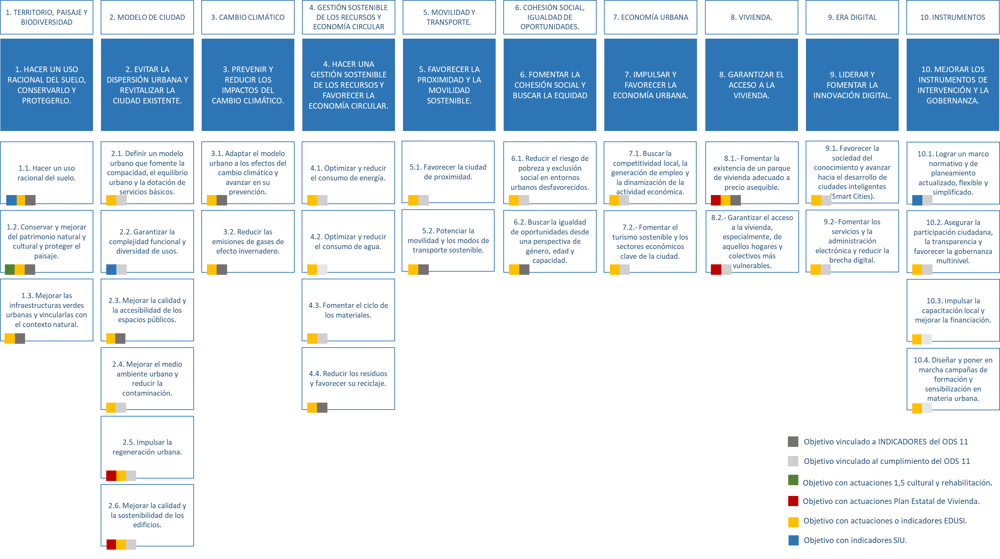 1. TERRITORIO, PAISAJE Y
BIODIVERSIDAD
2. MODELO DE CIUDAD
3. CAMBIO CLIMÁTICO
4. GESTIÓN SOSTENIBLE
DE LOS RECURSOS Y
ECONOMÍA CIRCULAR
5. MOVILIDAD Y
TRANSPORTE.
6. COHESIÓN SOCIAL,
IGUALDAD DE
OPORTUNIDADES.
7. ECONOMÍA URBANA
8. VIVIENDA.
9. ERA DIGITAL
10. INSTRUMENTOS
1. HACER UN USO
RACIONAL DEL SUELO,
CONSERVARLO Y
PROTEGERLO.
2. EVITAR LA
DISPERSIÓN URBANA Y
REVITALIZAR LA
CIUDAD EXISTENTE.
3. PREVENIR Y
REDUCIR LOS
IMPACTOS DEL
CAMBIO CLIMÁTICO.
4. HACER UNA
GESTIÓN SOSTENIBLE
DE LOS RECURSOS Y
FAVORECER LA
ECONOMÍA CIRCULAR.
5. FAVORECER LA
PROXIMIDAD Y LA
MOVILIDAD
SOSTENIBLE.
6. FOMENTAR LA
COHESIÓN SOCIAL Y
BUSCAR LA EQUIDAD
7. IMPULSAR Y
FAVORECER LA
ECONOMÍA URBANA.
8. GARANTIZAR EL
ACCESO A LA
VIVIENDA.
9. LIDERAR Y
FOMENTAR LA
INNOVACIÓN DIGITAL.
10. MEJORAR LOS
INSTRUMENTOS DE
INTERVENCIÓN Y LA
GOBERNANZA.
1.1. Hacer un uso
racional del suelo.
2.1. Definir un modelo
urbano que fomente la
compacidad, el equilibrio
urbano y la dotación de
servicios básicos.
3.1. Adaptar el modelo
urbano a los efectos del
cambio climático y
avanzar en su
prevención.
4.1. Optimizar y reducir
el consumo de energía.
5.1. Favorecer la ciudad
de proximidad.
6.1. Reducir el riesgo de
pobreza y exclusión
social en entornos
urbanos desfavorecidos.
7.1. Buscar la
competitividad local, la
generación de empleo y
la dinamización de la
actividad económica.
8.1.- Fomentar la
existencia de un parque
de vivienda adecuado a
precio asequible.
9.1. Favorecer la
sociedad del
conocimiento y avanzar
hacia el desarrollo de
ciudades inteligentes
(Smart Cities).
10.1. Lograr un marco
normativo y de
planeamiento
actualizado, flexible y
simplificado.
1.2. Conservar y mejorar
del patrimonio natural y
cultural y proteger el
paisaje.
2.2. Garantizar la
complejidad funcional y
diversidad de usos.
3.2. Reducir las
emisiones de gases de
efecto invernadero.
4.2. Optimizar y reducir
el consumo de agua.
5.2. Potenciar la
movilidad y los modos de
transporte sostenible.
6.2. Buscar la igualdad
de oportunidades desde
una perspectiva de
género, edad y
capacidad.
7.2.- Fomentar el
turismo sostenible y los
sectores económicos
clave de la ciudad.
8.2.- Garantizar el acceso
a la vivienda,
especialmente, de
aquellos hogares y
colectivos más
vulnerables.
9.2- Fomentar los
servicios y la
administración
electrónica y reducir la
brecha digital.
10.2. Asegurar la
participación ciudadana,
la transparencia y
favorecer la gobernanza
multinivel.
1.3. Mejorar las
infraestructuras verdes
urbanas y vincularlas con
el contexto natural.
2.3. Mejorar la calidad y
la accesibilidad de los
espacios públicos.
4.3. Fomentar el ciclo de
los materiales.
10.3. Impulsar la
capacitación local y
mejorar la financiación.
2.4. Mejorar el medio
ambiente urbano y
reducir la
contaminación.
4.4. Reducir los residuos
y favorecer su reciclaje.
10.4. Diseñar y poner en
marcha campañas de
formación y
sensibilización en
materia urbana.
2.5. Impulsar la
regeneración urbana.
2.6. Mejorar la calidad y
la sostenibilidad de los
edificios.
Objetivo vinculado a INDICADORES del ODS 11
Objetivo vinculado al cumplimiento del ODS 11
Objetivo con actuaciones 1,5 cultural y rehabilitación.
Objetivo con actuaciones Plan Estatal de Vivienda.
Objetivo con actuaciones o indicadores EDUSI.
Objetivo con indicadores SIU.